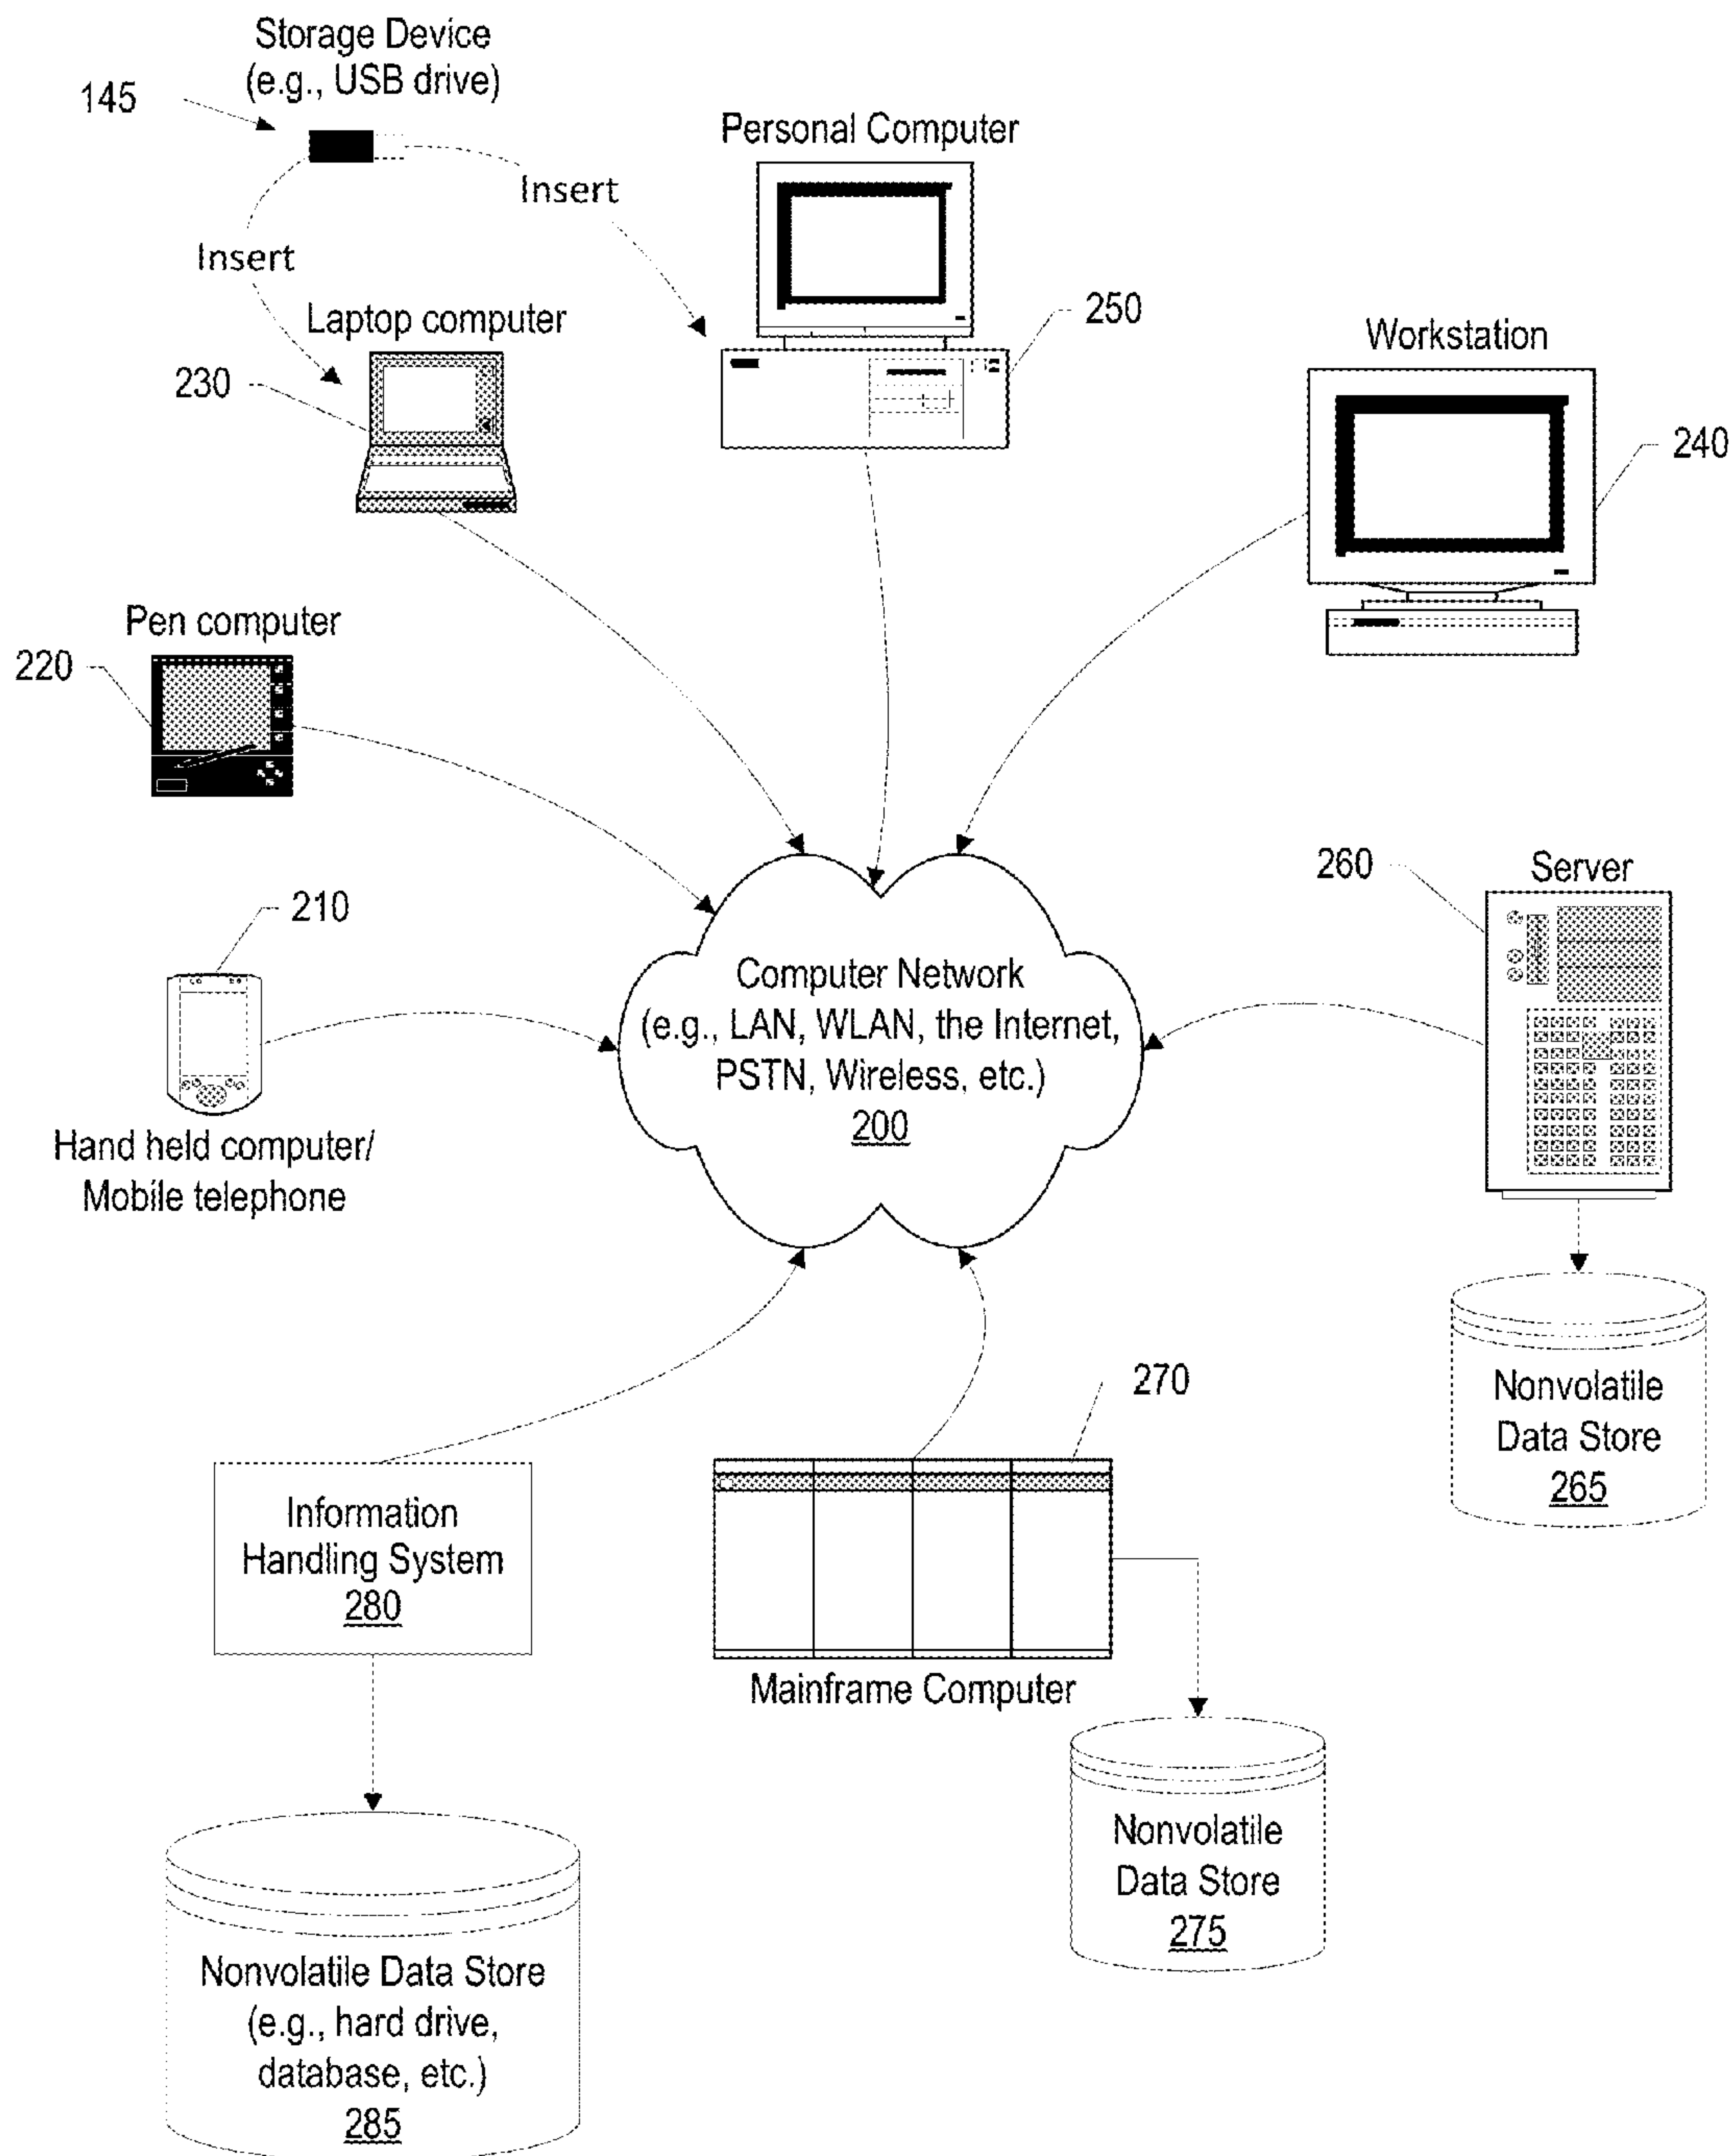 Storage Device
(e.g., USB drive)
145
Personal Computer
Insert
Insert
Laptop computer
250
Workstation
230
240
Pen computer
220
260
Server
210
Computer Network
(e.g., LAN, WLAN, the Internet,
PSTN, Wireless, etc.)
200
Hand held computer/
Mobile telephone
270
Nonvolatile
Data Store
265
Information
Handling System
280
Mainframe Computer
Nonvolatile
Data Store
275
Nonvolatile Data Store
(e.g., hard drive,
database, etc.)
285